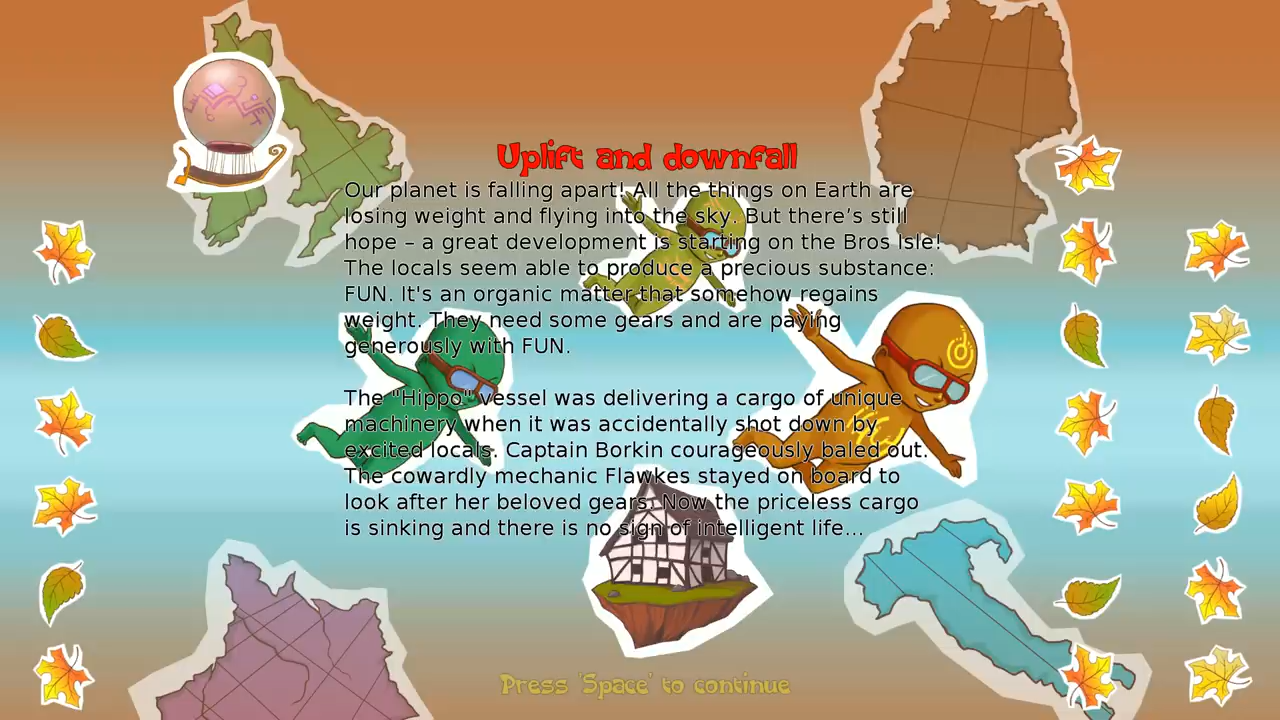 Uplift and downfall
Our planet is falling apart! All the things on Earth are
losing weight and flying into the sky. But there's still
hope – a great development is starting on the Bros Isle!
The locals seem able to produce a precious substance:
FUN. It's an organic matter that somehow regains
weight. They need some gears and are paying
generously with FUN.
The "Hippo" vessel was delivering a cargo of unique
machinery when it was accidentally shot down by
excited locals. Captain Borkin courageously baled out.
The cowardly mechanic Flawkes stayed on board to
look after her beloved gears. Now the priceless cargo
is sinking and there is no sign of intelligent life...
Press 'Space' to continue